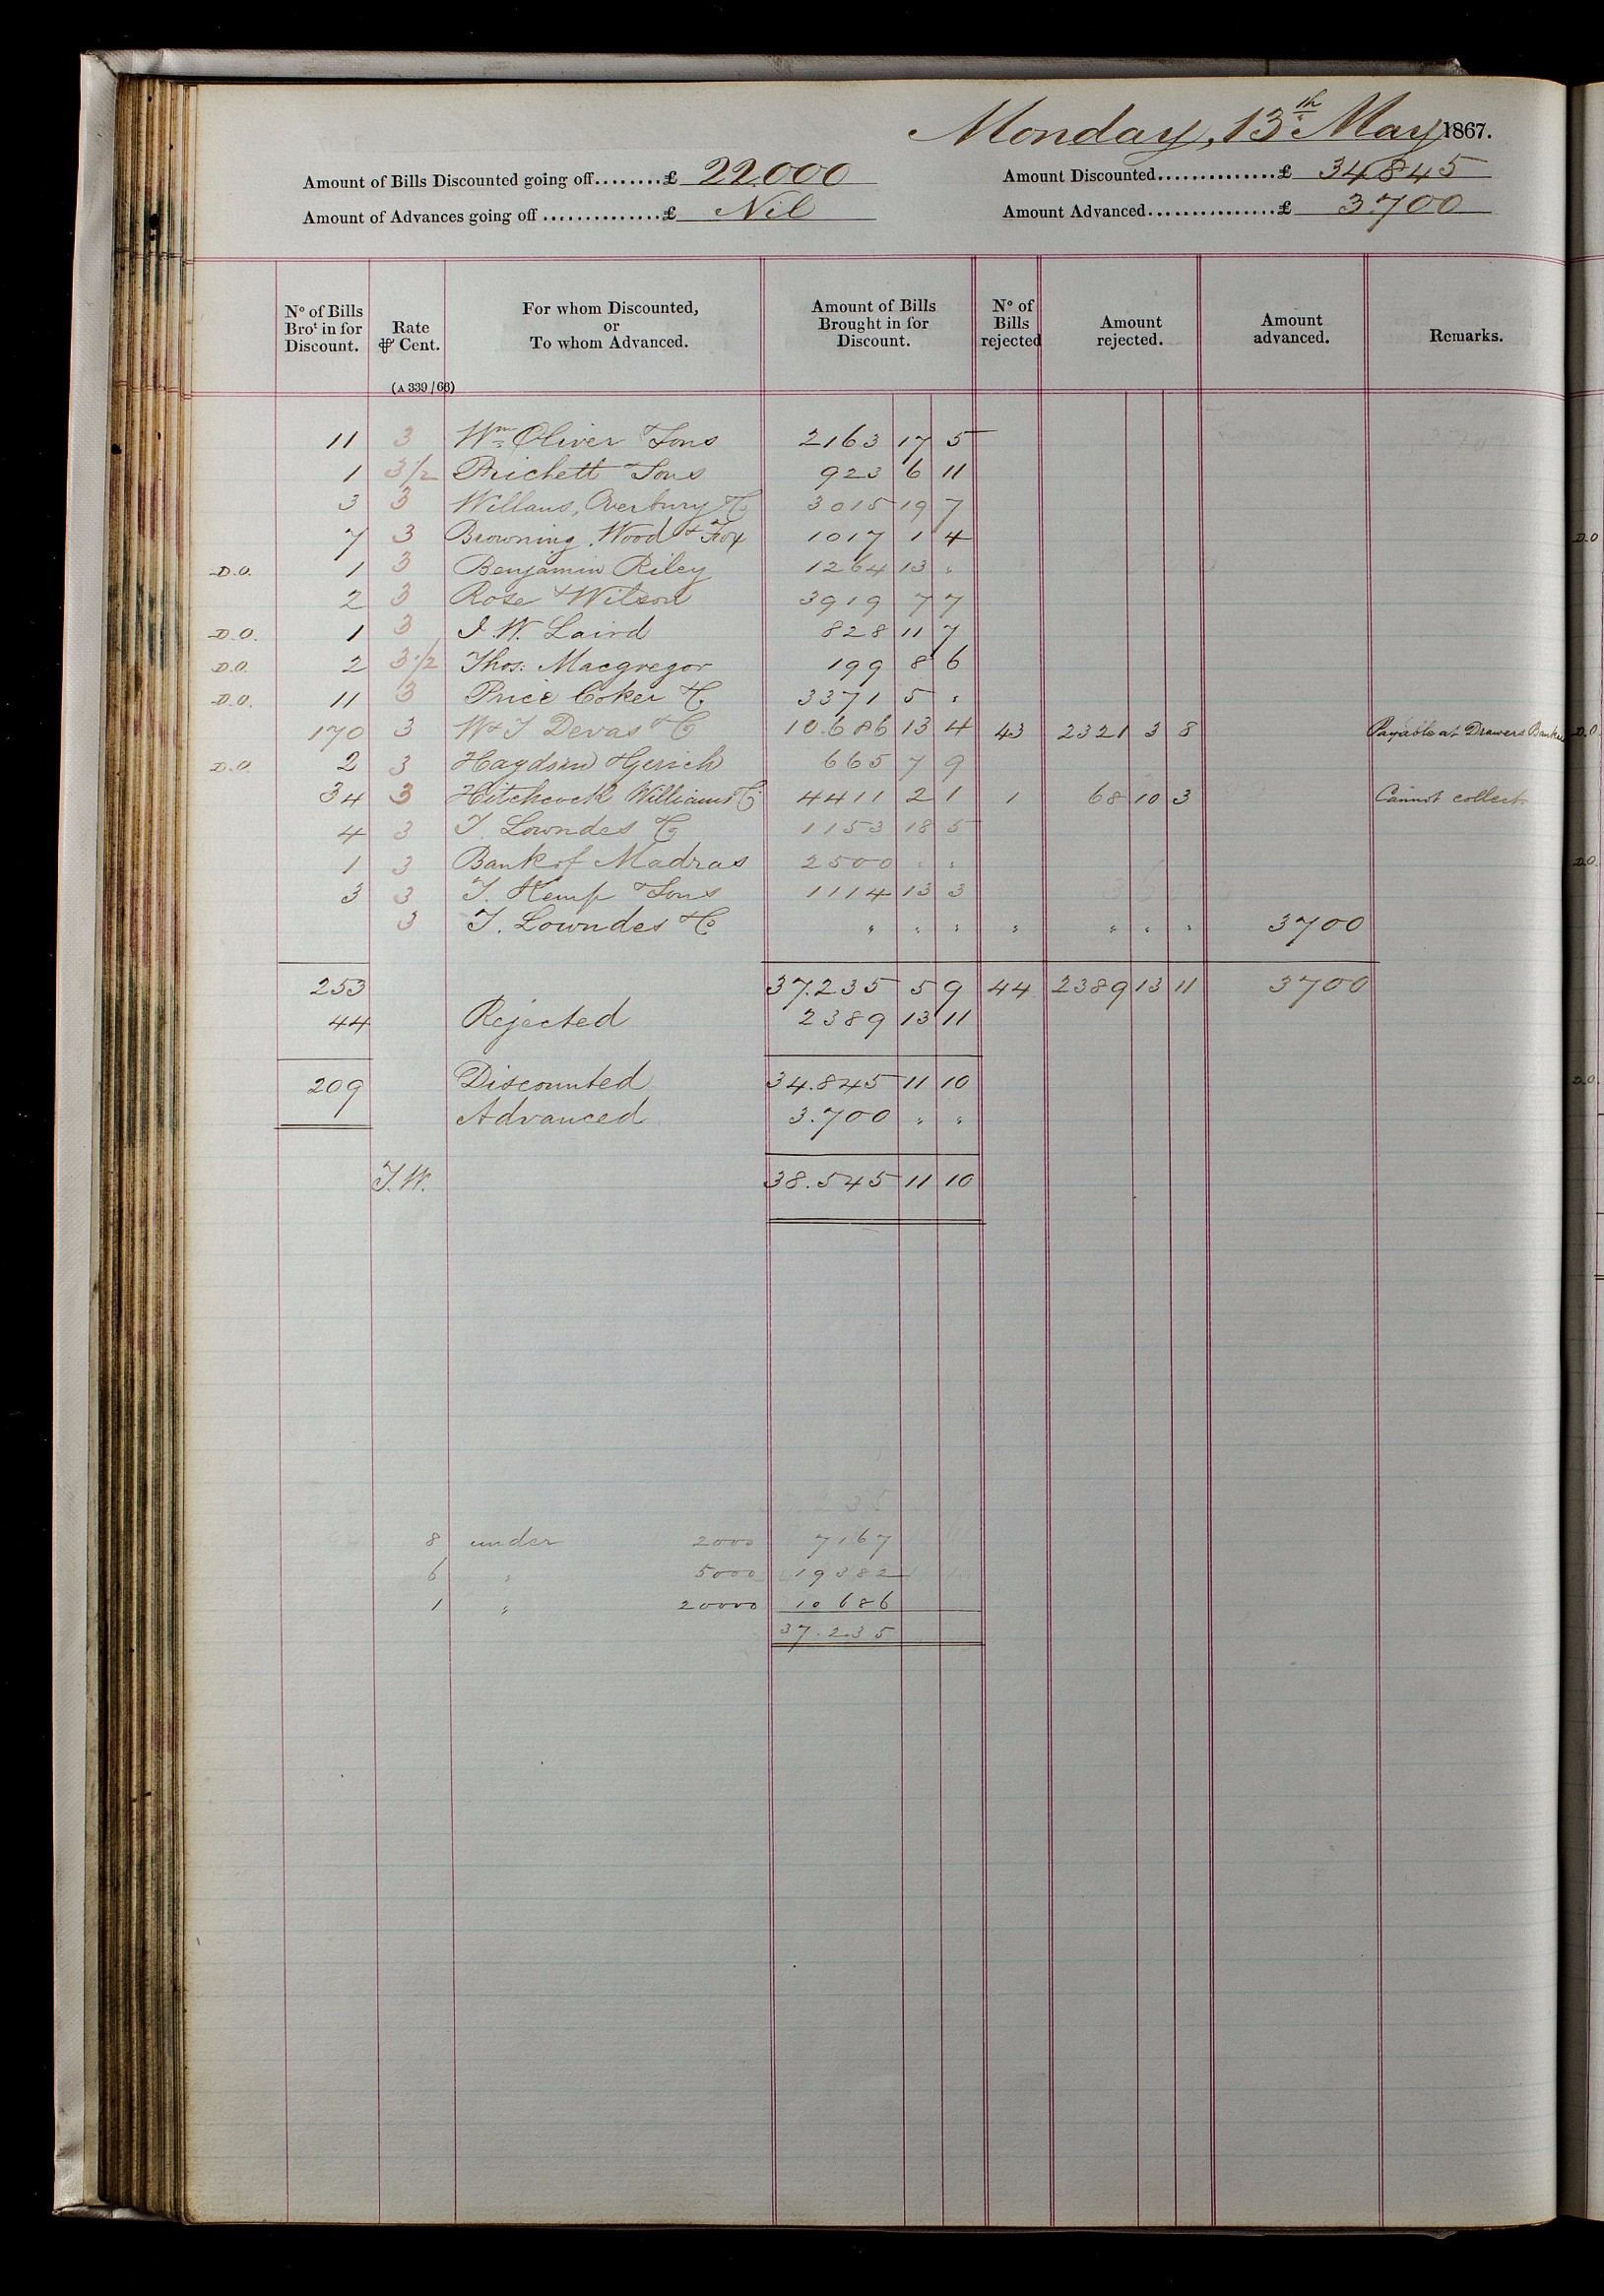 Monday, 13th May 1867.
Amount of Bills Discounted going off........£ 22000 Amount Discounted..............£ 34845
Amount of Advances going off..............£ Nil Amount Advanced...............£ 3700
No of Bills Brot in for Discount. Rate ⅌ Cent. For whom Discounted, or To whom Advanced. Amount of Bills Brought in for Discount. No of Bills rejected Amount rejected. Amount advanced. Remarks.
(A 339/66)
11 3 Wm Oliver & Sons 2163 17 5
1 3½ Prichett & Sons 923 6 11
3 3 Willans, Overbury & Co 3015 19 7
7 3 Browning, Wood & Fox 1017 1 4
D.O. 1 3 Benjamin Riley 1264 13 "
2 3 Rose & Wilson 3919 7 7
D.O. 1 3 J. W. Laird 828 11 7
D.O. 2 3½ Thos: Macgregor 199 8 6
D.O. 11 3 Price Coker & Co 3371 5 "
170 3 W & T Devas & Co 10.686 13 4 43 2321 3 8 Payable at Drawers Bankers
D.O. 2 3 665 7 9
34 3 Hitchcock Williams & Co 4411 2 1 1 68 10 3 Cannot collect
4 3 T. Lowndes & Co 1153 18 5
1 3 Bank of Madras 2500 " "
3 3 T. Kemp & Sons 1114 13 3
3 T. Lowndes & Co " " " " " " " 3700
253 37.235 5 9 44 2389 13 11 3700
44 Rejected 2389 13 11
209 Discounted 34.845 11 10
Advanced 3.700 " "
T.W. 38.545 11 10
8 under 2000 7167
6 " 5000 19382
1 " 20000 10686
37.235